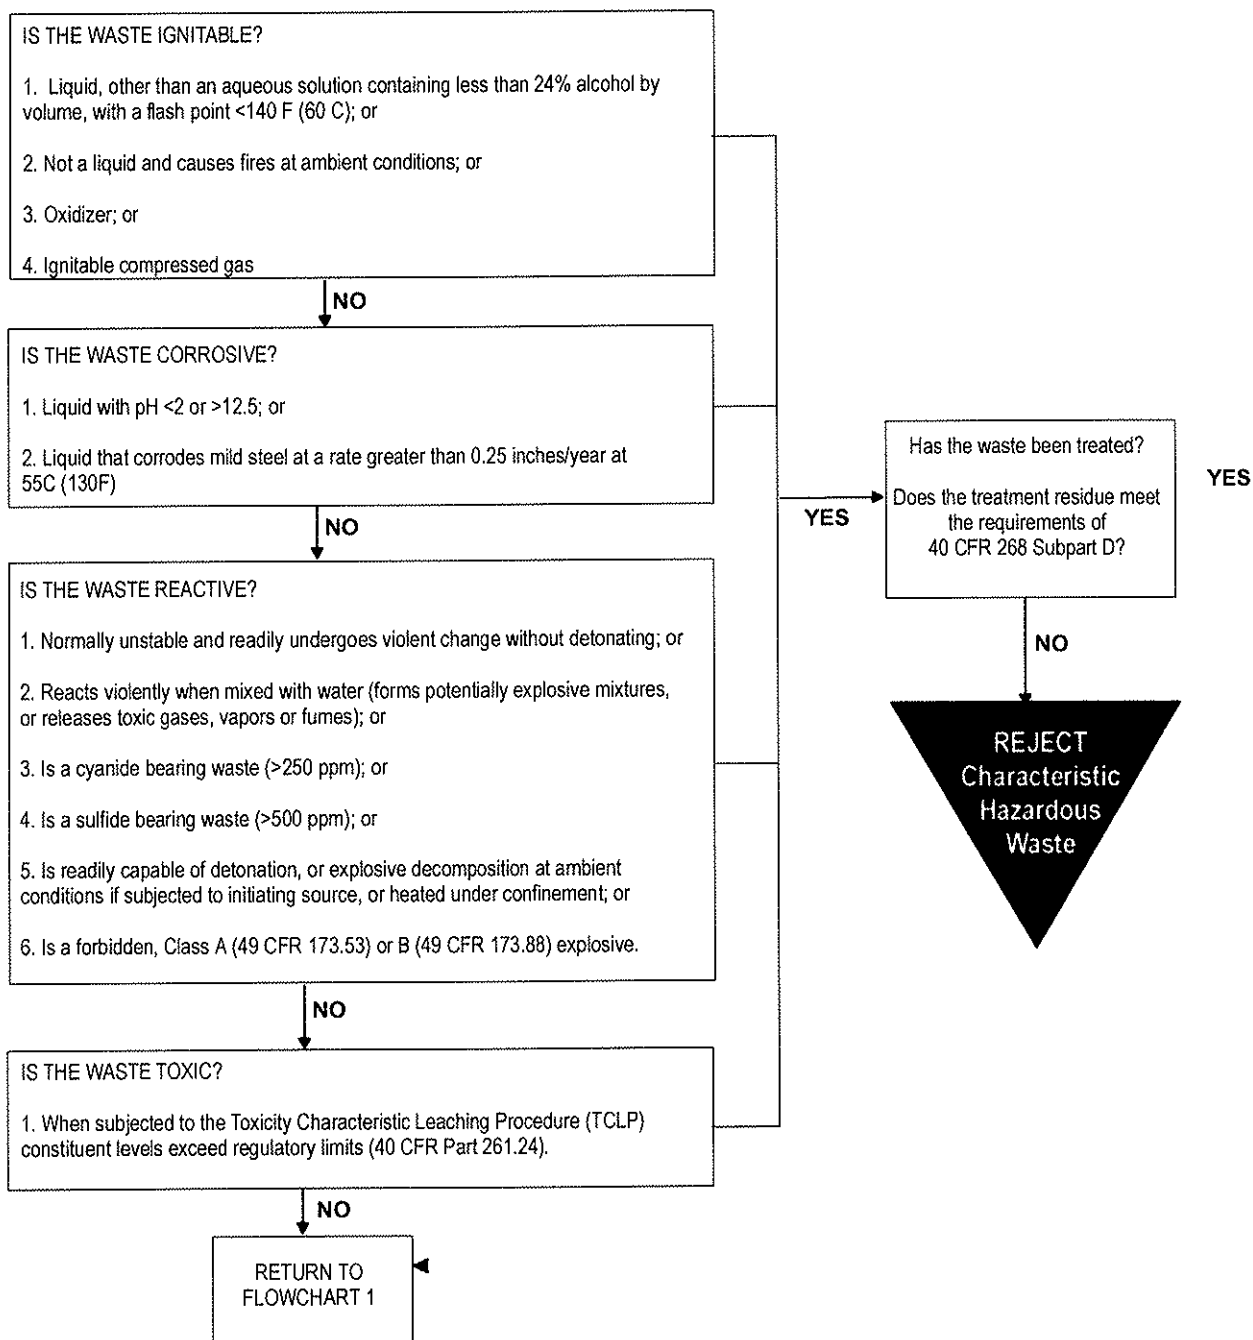 IS THE WASTE IGNITABLE?
1. Liquid, other than an aqueous solution containing less than 24% alcohol by
volume, with a flash point <140 F (60 C); or
2. Not a liquid and causes fires at ambient conditions; or
3. Oxidizer; or
4. Ignitable compressed gas
NO
IS THE WASTE CORROSIVE?
1. Liquid with pH <2 or >12.5; or
2. Liquid that corrodes mild steel at a rate greater than 0.25 inches/year at
55C (130F)
NO
IS THE WASTE REACTIVE?
1. Normally unstable and readily undergoes violent change without detonating; or
2. Reacts violently when mixed with water (forms potentially explosive mixtures,
or releases toxic gases, vapors or fumes); or
3. Is a cyanide bearing waste (>250 ppm); or
4. Is a sulfide bearing waste (>500 ppm); or
5. Is readily capable of detonation, or explosive decomposition at ambient
conditions if subjected to initiating source, or heated under confinement; or
6. Is a forbidden, Class A (49 CFR 173.53) or B (49 CFR 173.88) explosive.
NO
IS THE WASTE TOXIC?
1. When subjected to the Toxicity Characteristic Leaching Procedure (TCLP)
constituent levels exceed regulatory limits (40 CFR Part 261.24).
NO
RETURN TO
FLOWCHART 1
YES
Has the waste been treated?
Does the treatment residue meet
the requirements of
40 CFR 268 Subpart D?
YES
NO
REJECT
Characteristic
Hazardous
Waste